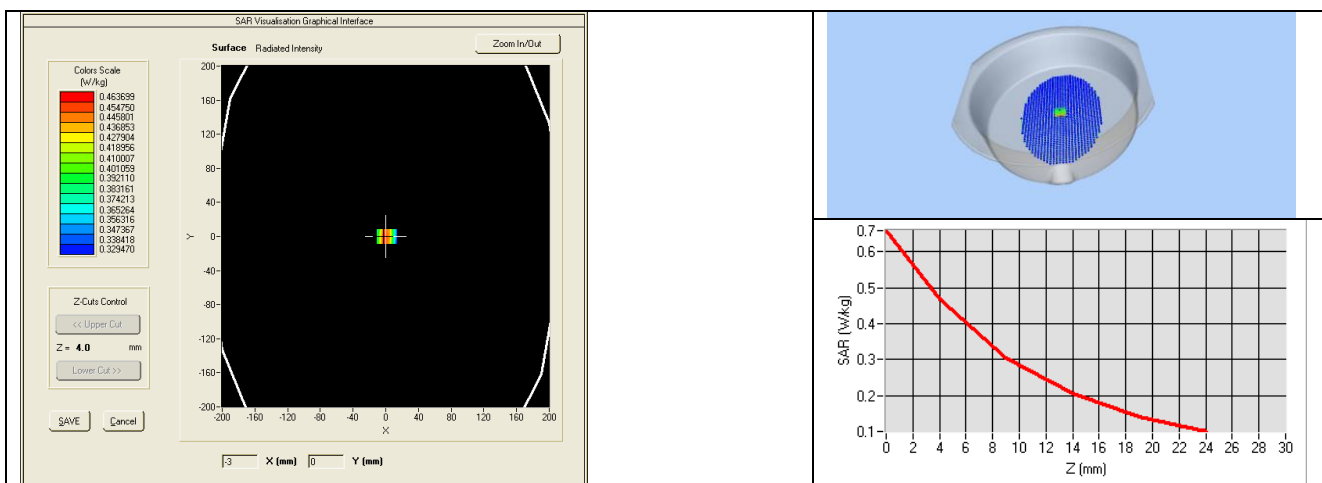 SAR Visualisation Graphical Interface
Surface Radiated Intensity
Zoom In/Out
Colors Scale
(W/kg)
0.463699
0.454750
0.445801
0.436853
0.427904
0.418956
0.410007
0.401059
0.392110
0.383161
0.374213
0.365264
0.356316
0.347367
0.338418
0.329470
Z-Cuts Control
<< Upper Cut
Z = 4.0 mm
Lower Cut >>
SAVE Cancel
Y
200-
160-
120-
80-
40-
0-
-40-
-80-
-120-
-160-
-200-
-200 -160 -120 -80 -40 0 40 80 120 160 200
X
-3 X (mm) 0 Y (mm)
SAR (W/kg)
0.7-
0.6-
0.5-
0.4-
0.3-
0.2-
0.1-
0 2 4 6 8 10 12 14 16 18 20 22 24 26 28 30
Z (mm)